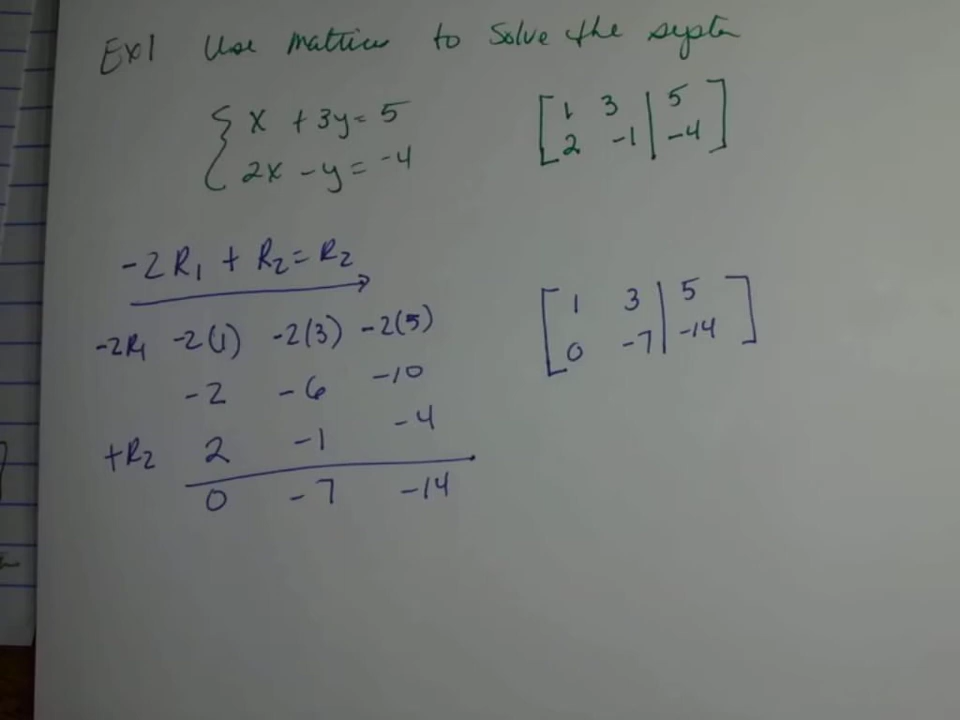 Ex1 Use matrices to solve the system
{ x + 3y = 5
2x - y = -4
[ 1 3 | 5 ]
[ 2 -1 | -4 ]
-2R₁ + R₂ = R₂
-2R₁ -2(1) -2(3) -2(5)
-2 -6 -10
+R₂ 2 -1 -4
0 -7 -14
[ 1 3 | 5 ]
[ 0 -7 | -14 ]